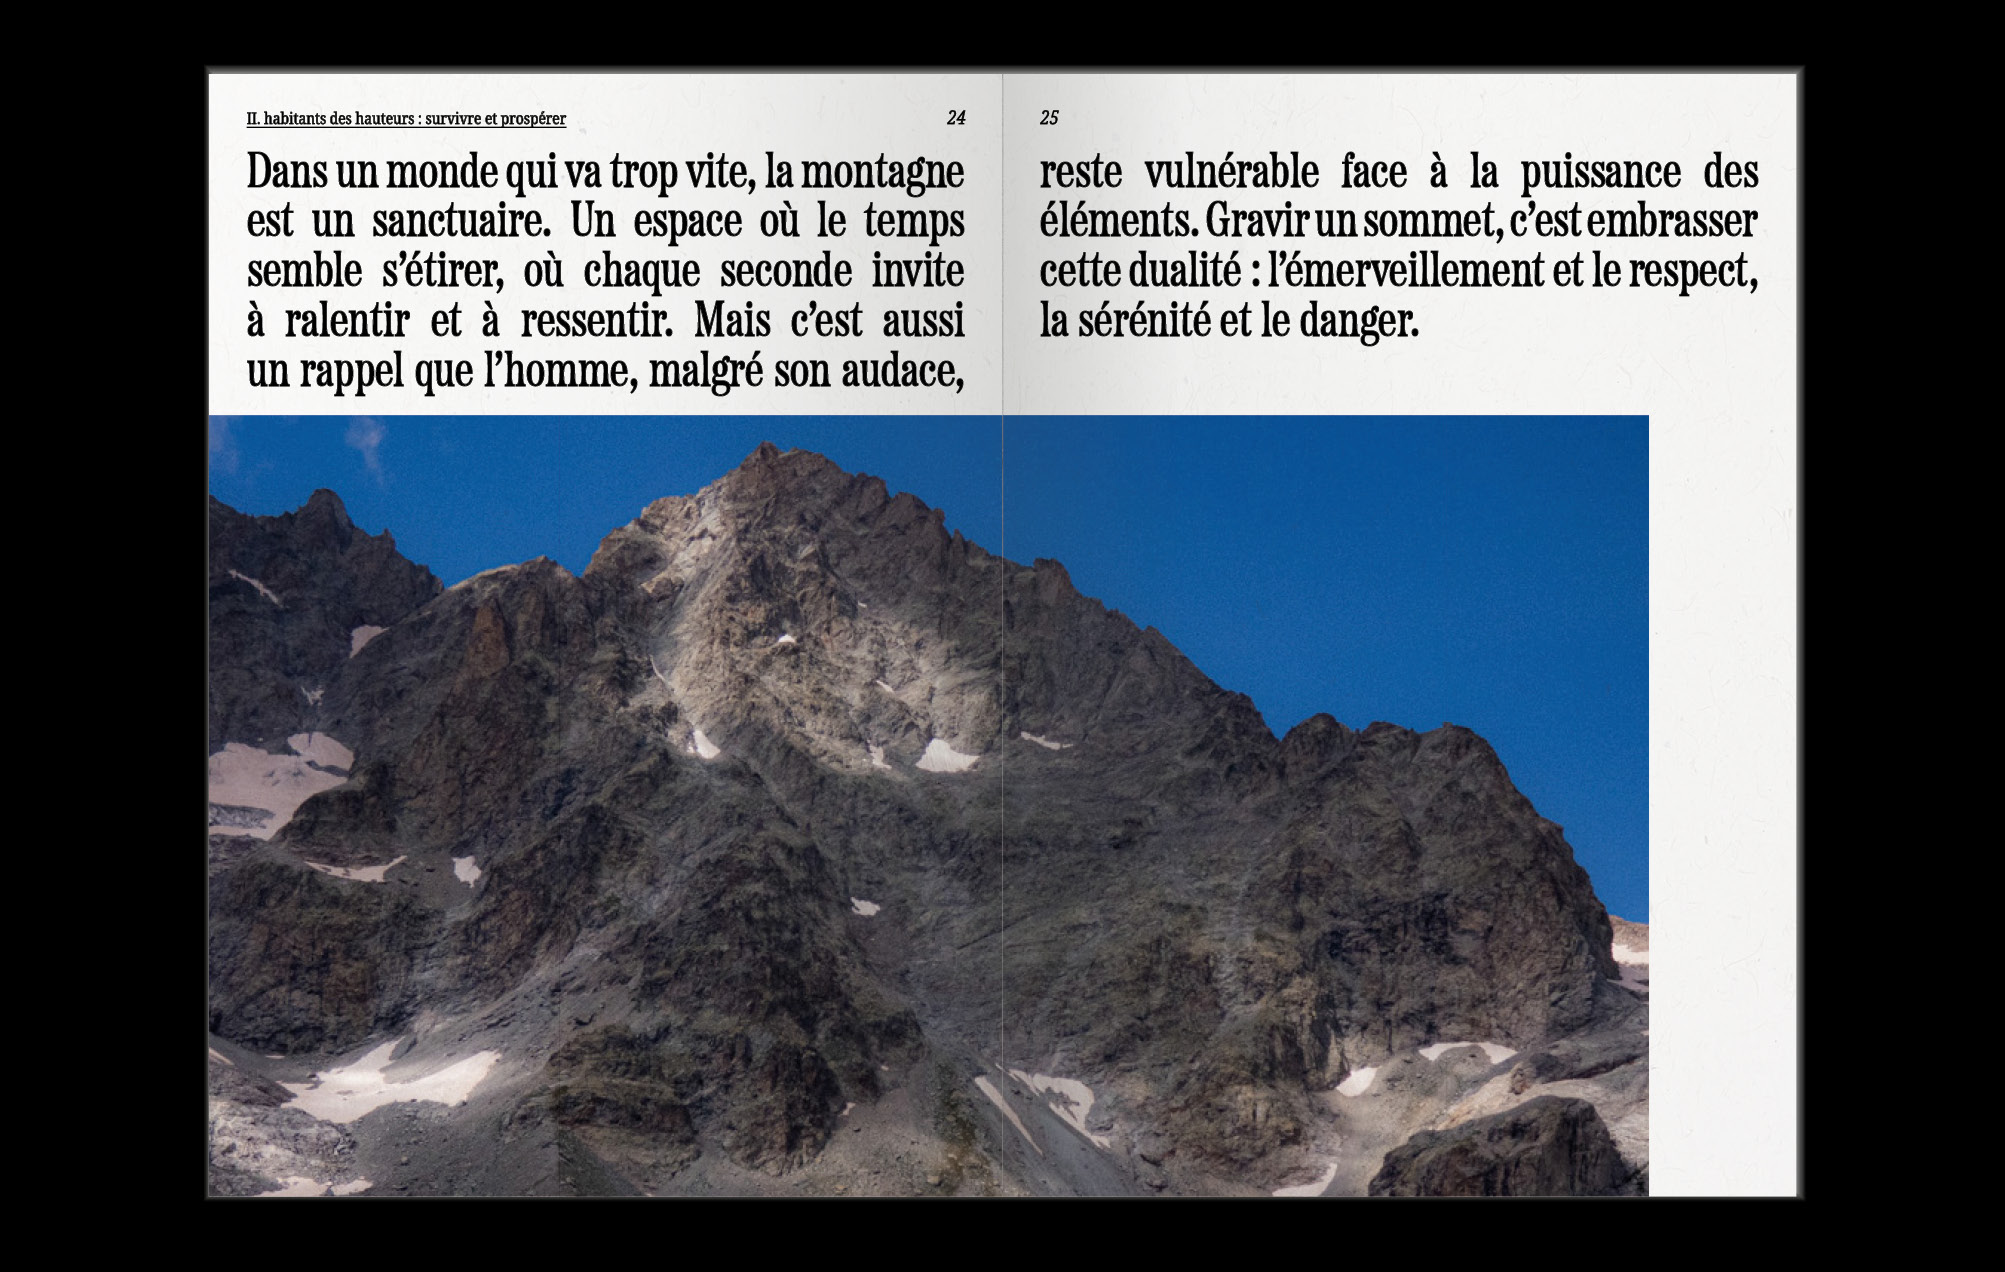 II. habitants des hauteurs : survivre et prospérer
24
Dans un monde qui va trop vite, la montagne
est un sanctuaire. Un espace où le temps
semble s’étirer, où chaque seconde invite
à ralentir et à ressentir. Mais c’est aussi
un rappel que l’homme, malgré son audace,
25
reste vulnérable face à la puissance des
éléments. Gravir un sommet, c’est embrasser
cette dualité : l’émerveillement et le respect,
la sérénité et le danger.